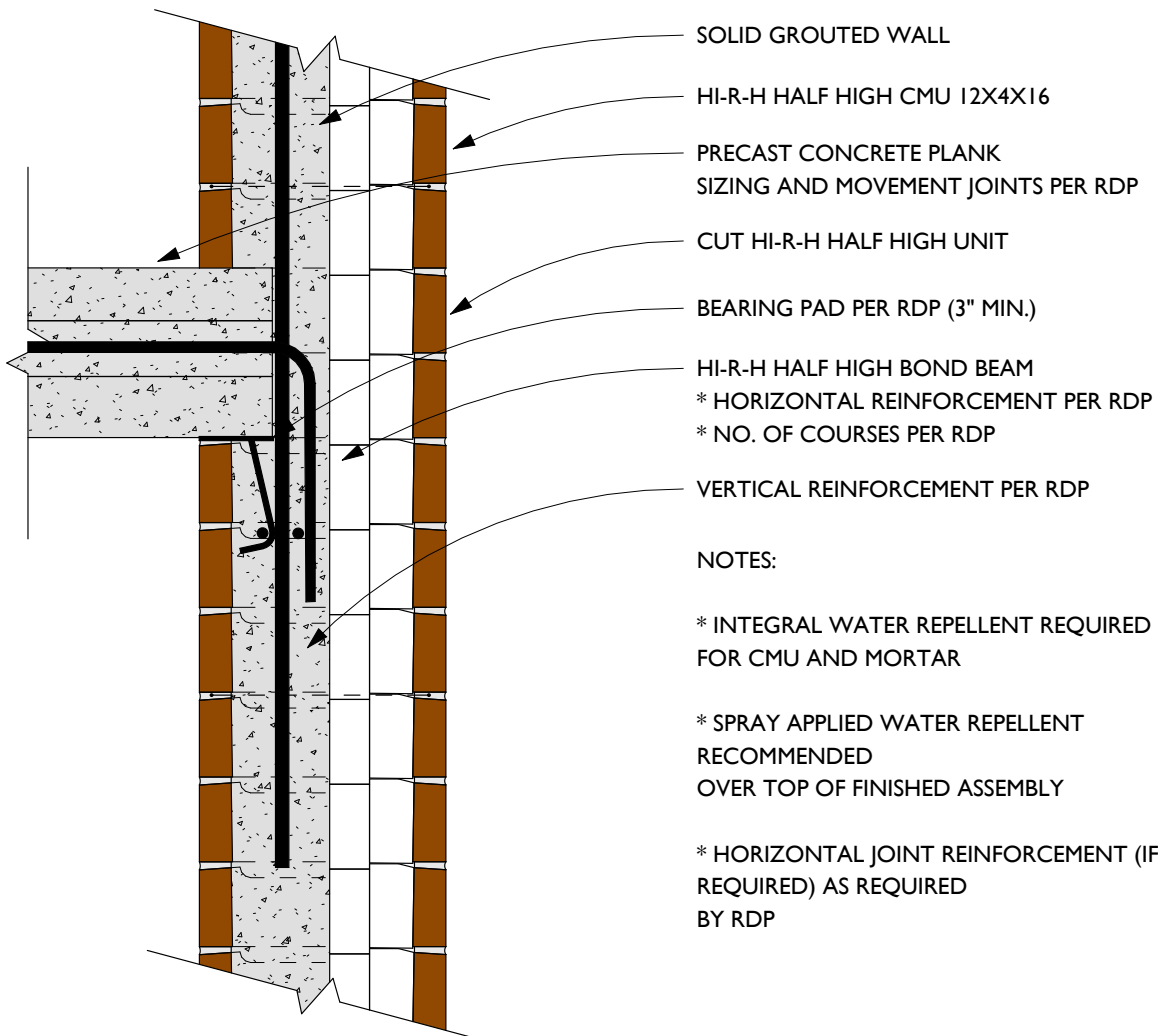 SOLID GROUTED WALL
HI-R-H HALF HIGH CMU 12X4X16
PRECAST CONCRETE PLANK
SIZING AND MOVEMENT JOINTS PER RDP
CUT HI-R-H HALF HIGH UNIT
BEARING PAD PER RDP (3" MIN.)
HI-R-H HALF HIGH BOND BEAM
* HORIZONTAL REINFORCEMENT PER RDP
* NO. OF COURSES PER RDP
VERTICAL REINFORCEMENT PER RDP
NOTES:
* INTEGRAL WATER REPELLENT REQUIRED
FOR CMU AND MORTAR
* SPRAY APPLIED WATER REPELLENT
RECOMMENDED
OVER TOP OF FINISHED ASSEMBLY
* HORIZONTAL JOINT REINFORCEMENT (IF
REQUIRED) AS REQUIRED
BY RDP